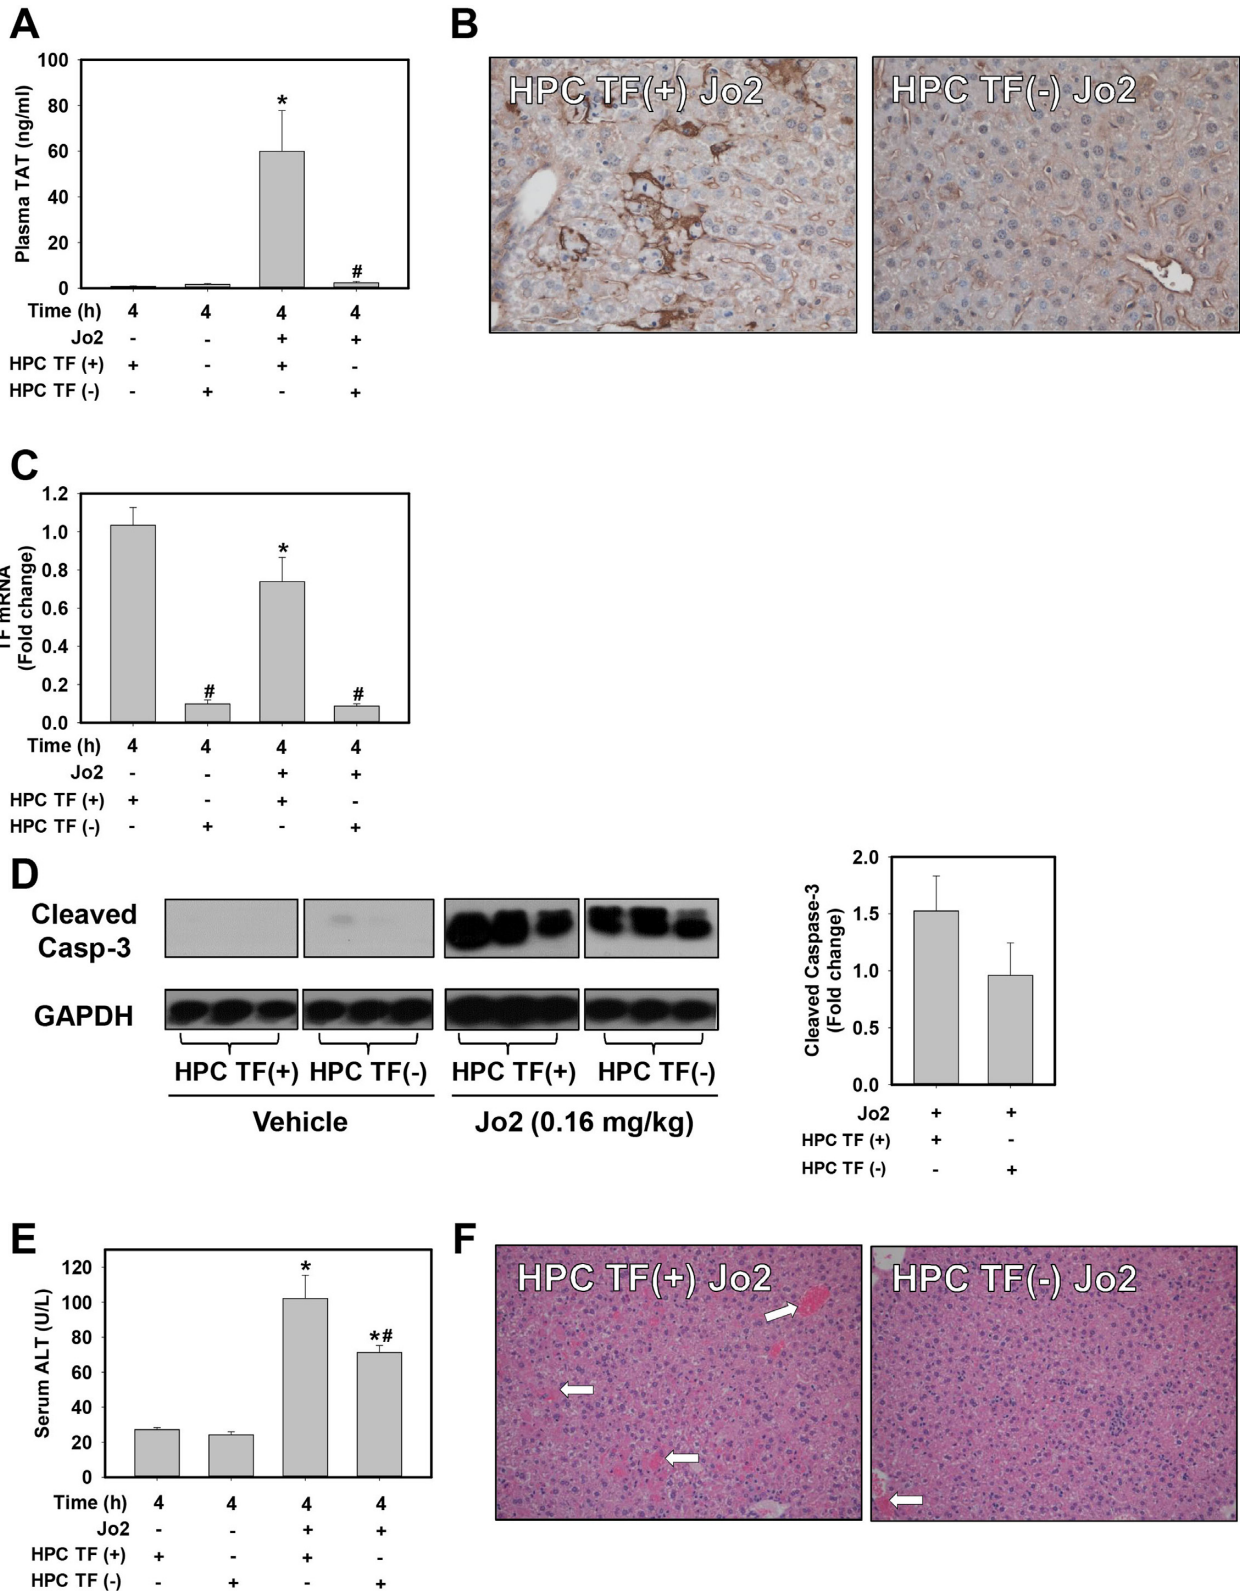 A
100
80
60
40
20
0
Plasma TAT (ng/ml)
*
#
Time (h) 4 4 4 4
Jo2 - - + +
HPC TF (+) + - + -
HPC TF (-) - + - +
B
HPC TF(+) Jo2
HPC TF(-) Jo2
C
1.2
1.0
0.8
0.6
0.4
0.2
0.0
TF mRNA
(Fold change)
#
*
#
Time (h) 4 4 4 4
Jo2 - - + +
HPC TF (+) + - + -
HPC TF (-) - + - +
D
Cleaved
Casp-3
GAPDH
HPC TF(+) HPC TF(-) HPC TF(+) HPC TF(-)
Vehicle Jo2 (0.16 mg/kg)
2.0
1.5
1.0
0.5
0.0
Cleaved Caspase-3
(Fold change)
Jo2 + +
HPC TF (+) + -
HPC TF (-) - +
E
120
100
80
60
40
20
0
Serum ALT (U/L)
*
*#
Time (h) 4 4 4 4
Jo2 - - + +
HPC TF (+) + - + -
HPC TF (-) - + - +
F
HPC TF(+) Jo2
HPC TF(-) Jo2